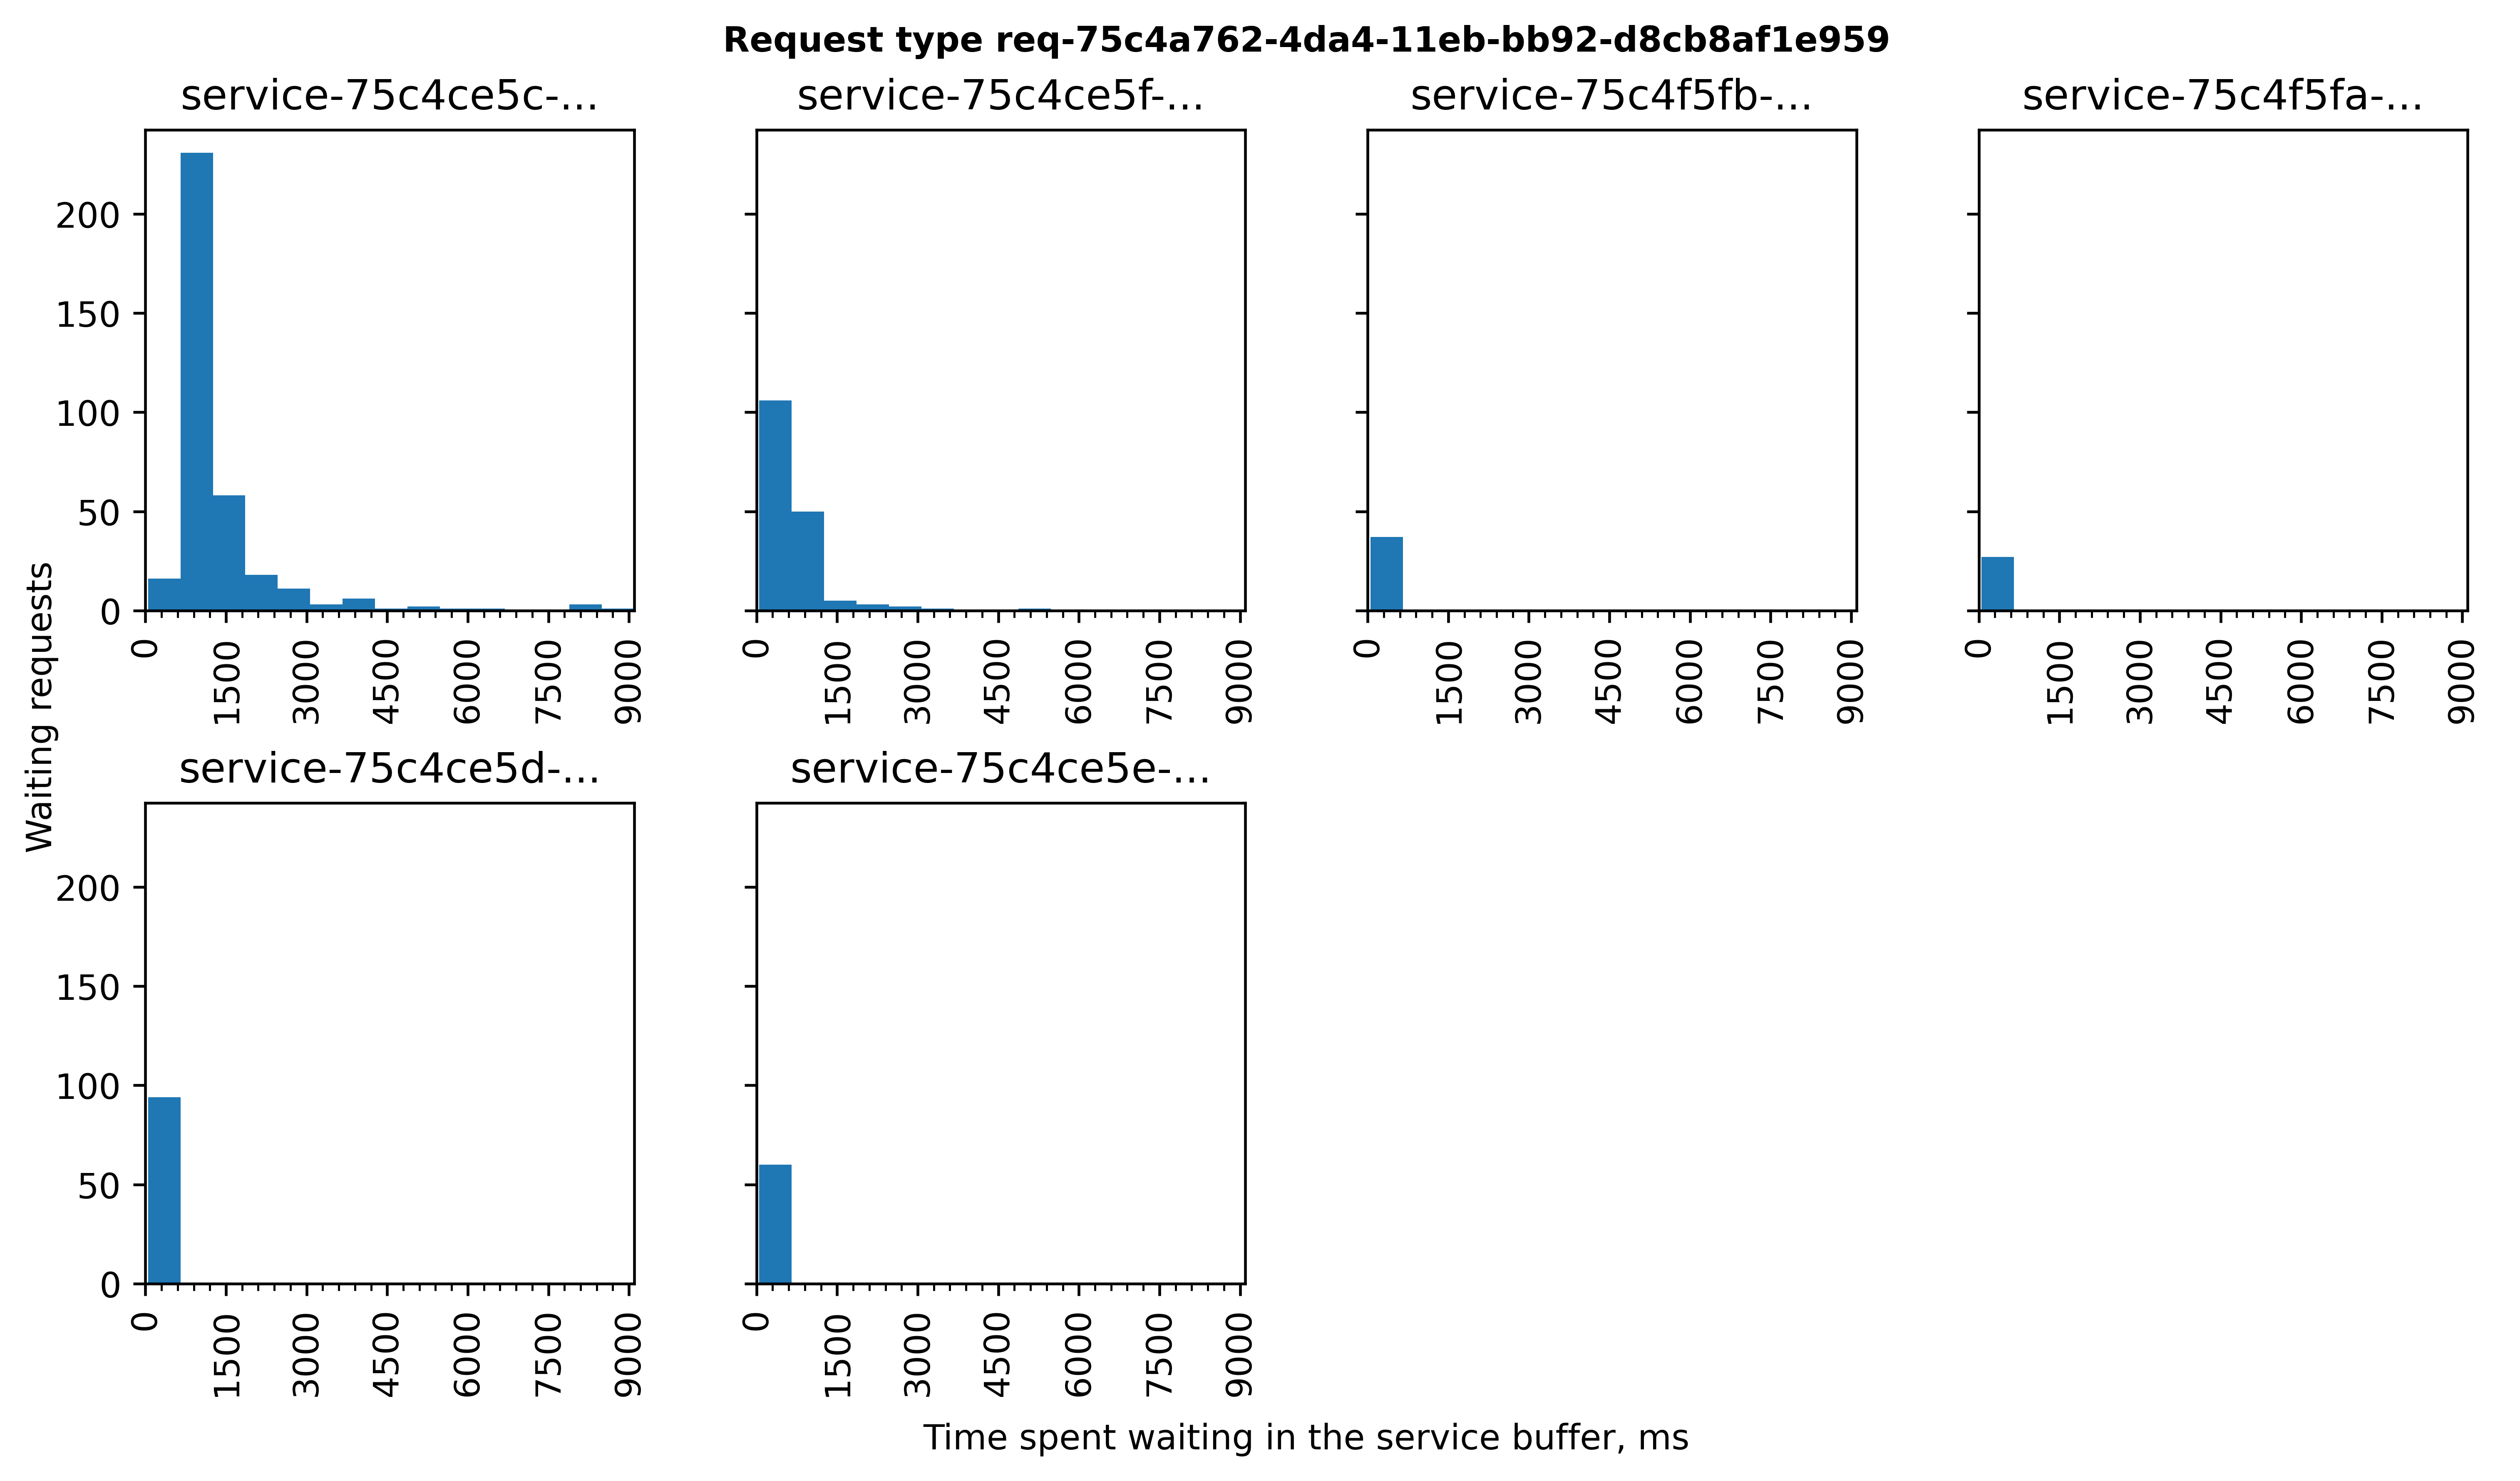 Request type req-75c4a762-4da4-11eb-bb92-d8cb8af1e959
service-75c4ce5c-...
service-75c4ce5f-...
service-75c4f5fb-...
service-75c4f5fa-...
200
150
100
50
0
0 1500 3000 4500 6000 7500 9000
0 1500 3000 4500 6000 7500 9000
0 1500 3000 4500 6000 7500 9000
0 1500 3000 4500 6000 7500 9000
Waiting requests
service-75c4ce5d-...
service-75c4ce5e-...
200
150
100
50
0
0 1500 3000 4500 6000 7500 9000
0 1500 3000 4500 6000 7500 9000
Time spent waiting in the service buffer, ms